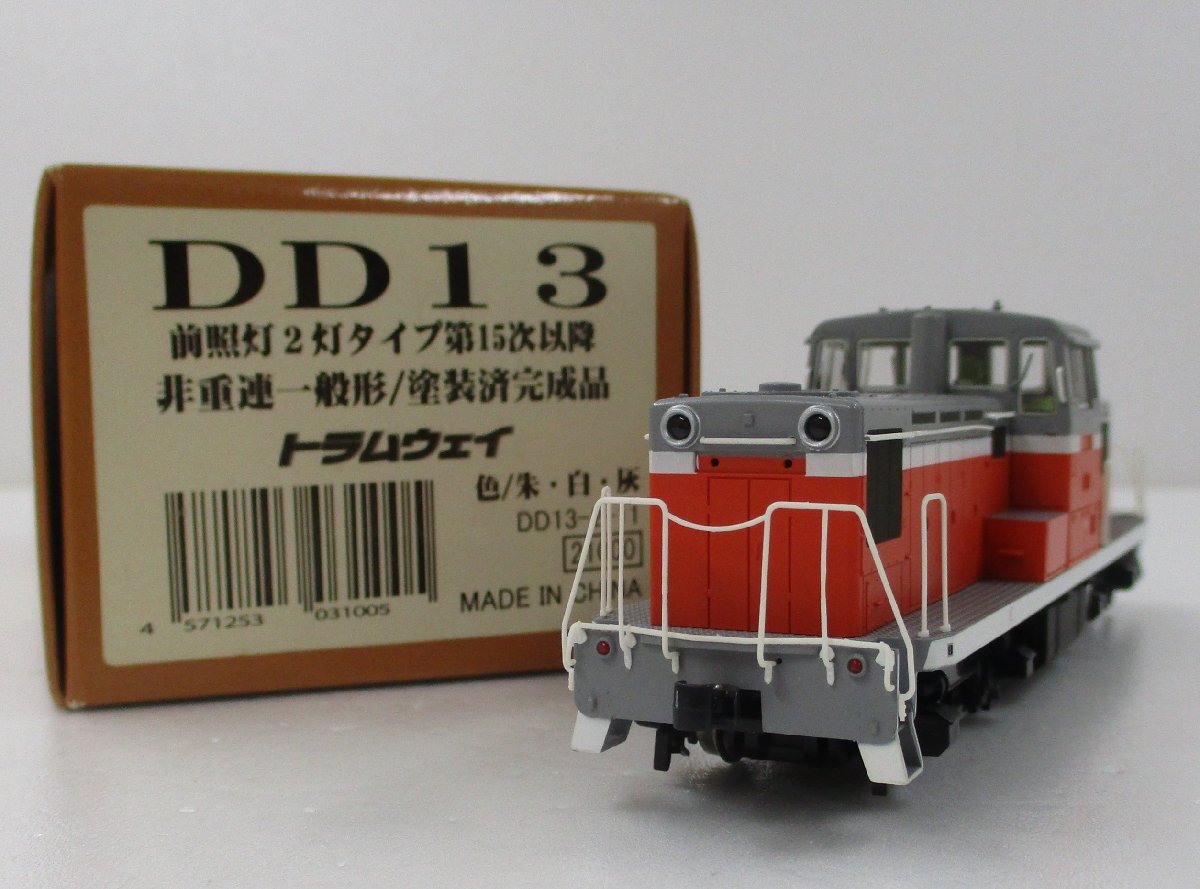 DD13
前照灯2灯タイプ第15次以降
非重連一般形/塗装済完成品
トラムウェイ
色/朱・白・灰
DD13-
MADE IN CHINA
4 571253 031005